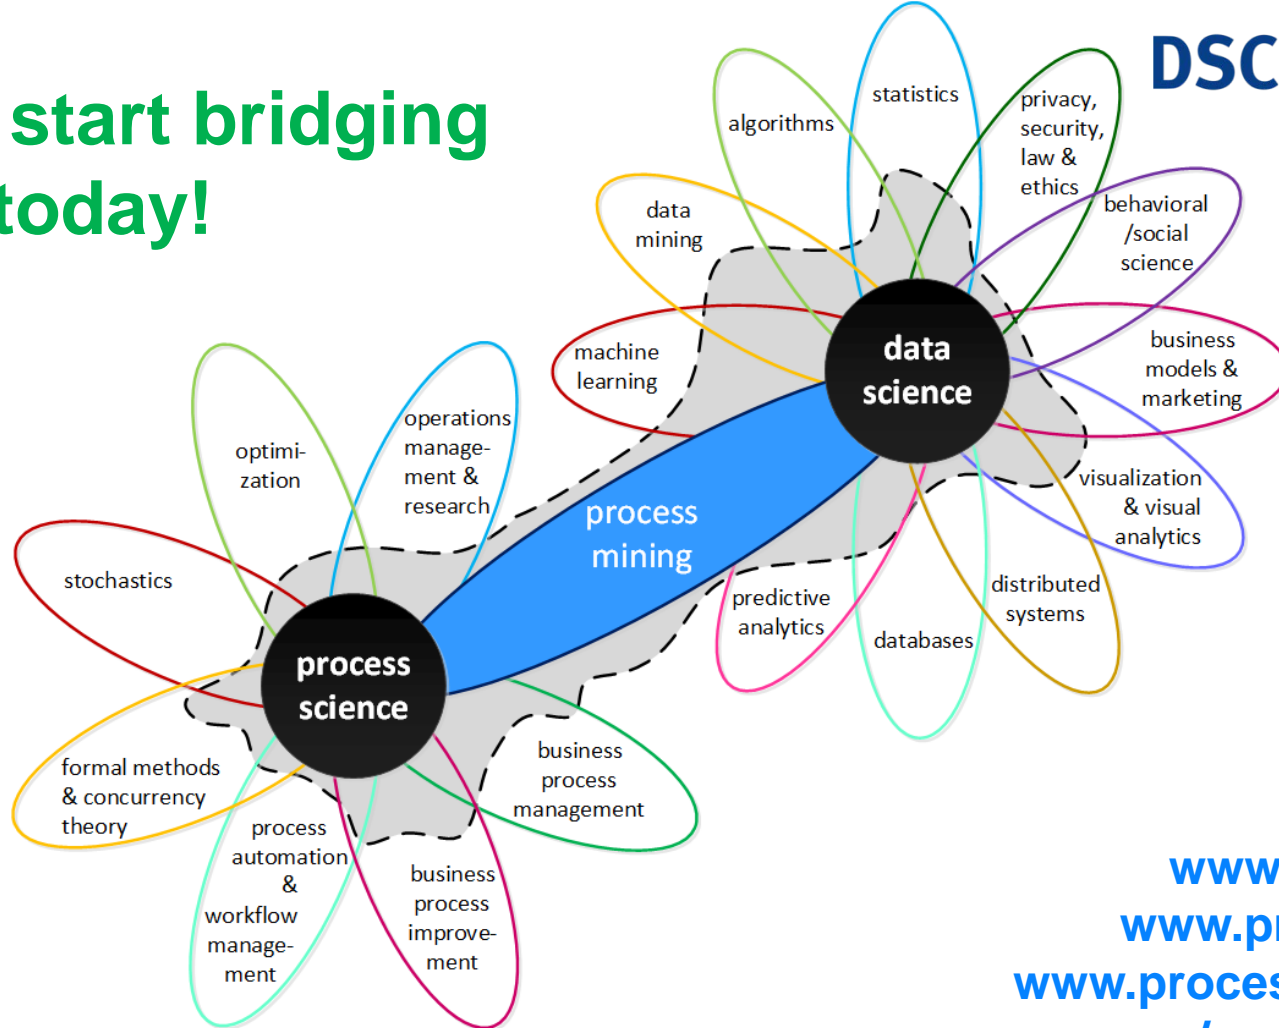 start bridging
today!
DSC
statistics
algorithms
privacy,
security,
law &
ethics
data
mining
behavioral
/social
science
machine
learning
data
science
business
models &
marketing
visualization
& visual
analytics
distributed
systems
databases
predictive
analytics
process
mining
operations
manage-
ment &
research
optimi-
zation
stochastics
process
science
formal methods
& concurrency
theory
process
automation
&
workflow
manage-
ment
business
process
improve-
ment
business
process
management
www
www.pr
www.proces